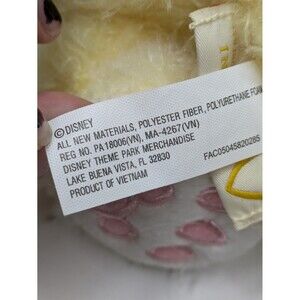 ©DISNEY
ALL NEW MATERIALS, POLYESTER FIBER, POLYURETHANE FOAM
REG NO. PA18006(VN), MA-4267(VN)
DISNEY THEME PARK MERCHANDISE
LAKE BUENA VISTA, FL 32830
PRODUCT OF VIETNAM
FAC05045820285